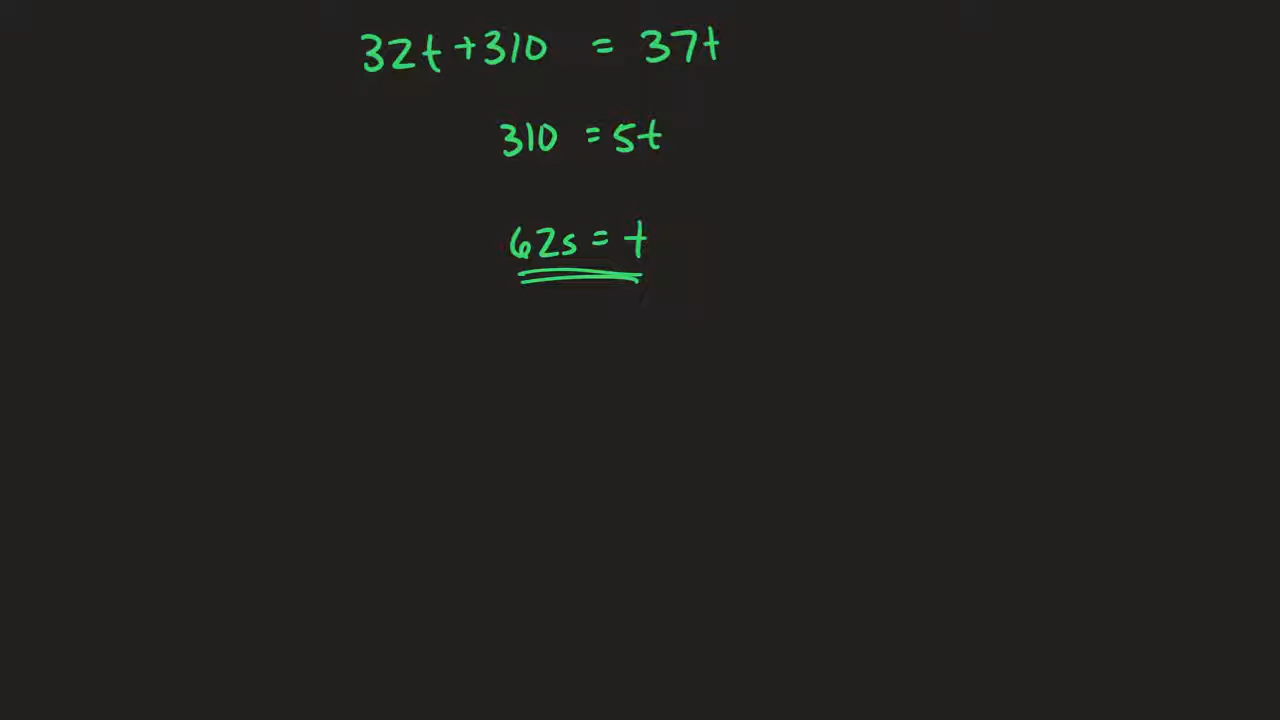 32t+310 = 37t
310 = 5t
62s = t